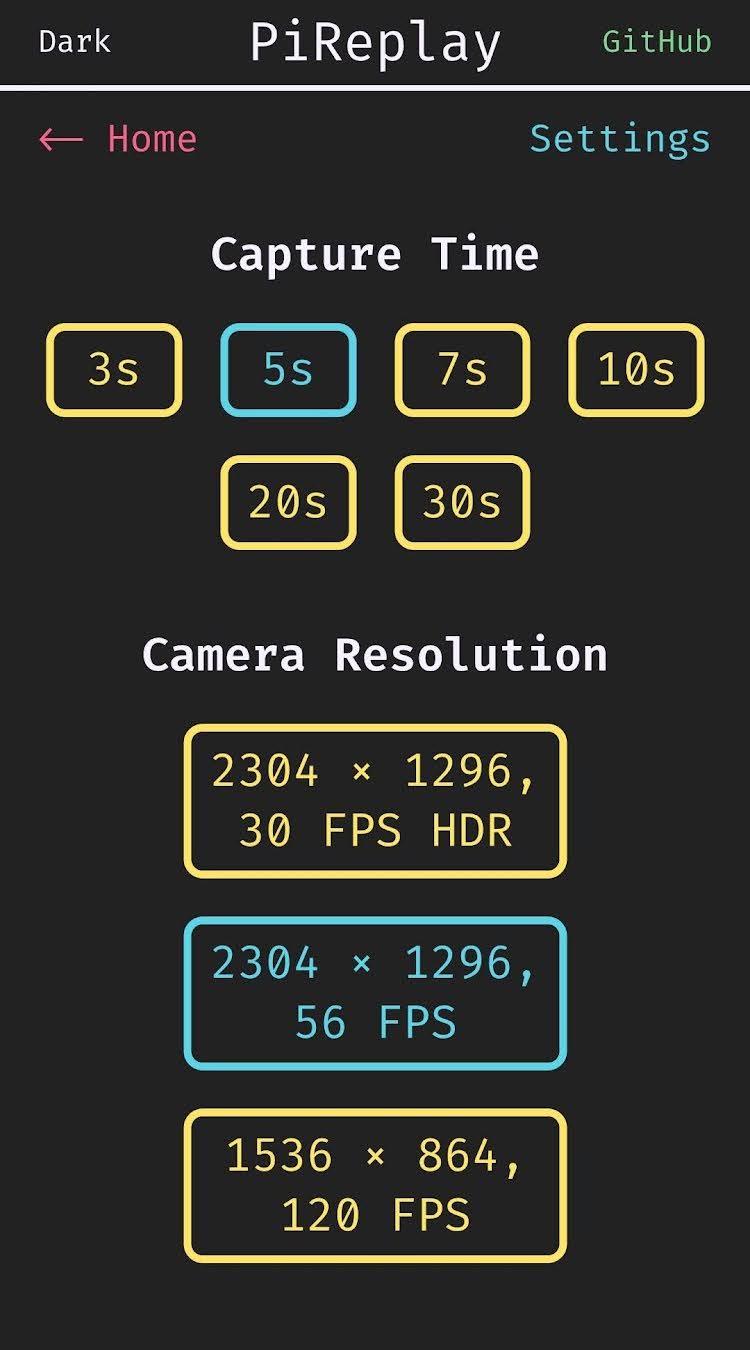 Dark PiReplay GitHub
← Home Settings
Capture Time
3s 5s 7s 10s
20s 30s
Camera Resolution
2304 × 1296,
30 FPS HDR
2304 × 1296,
56 FPS
1536 × 864,
120 FPS